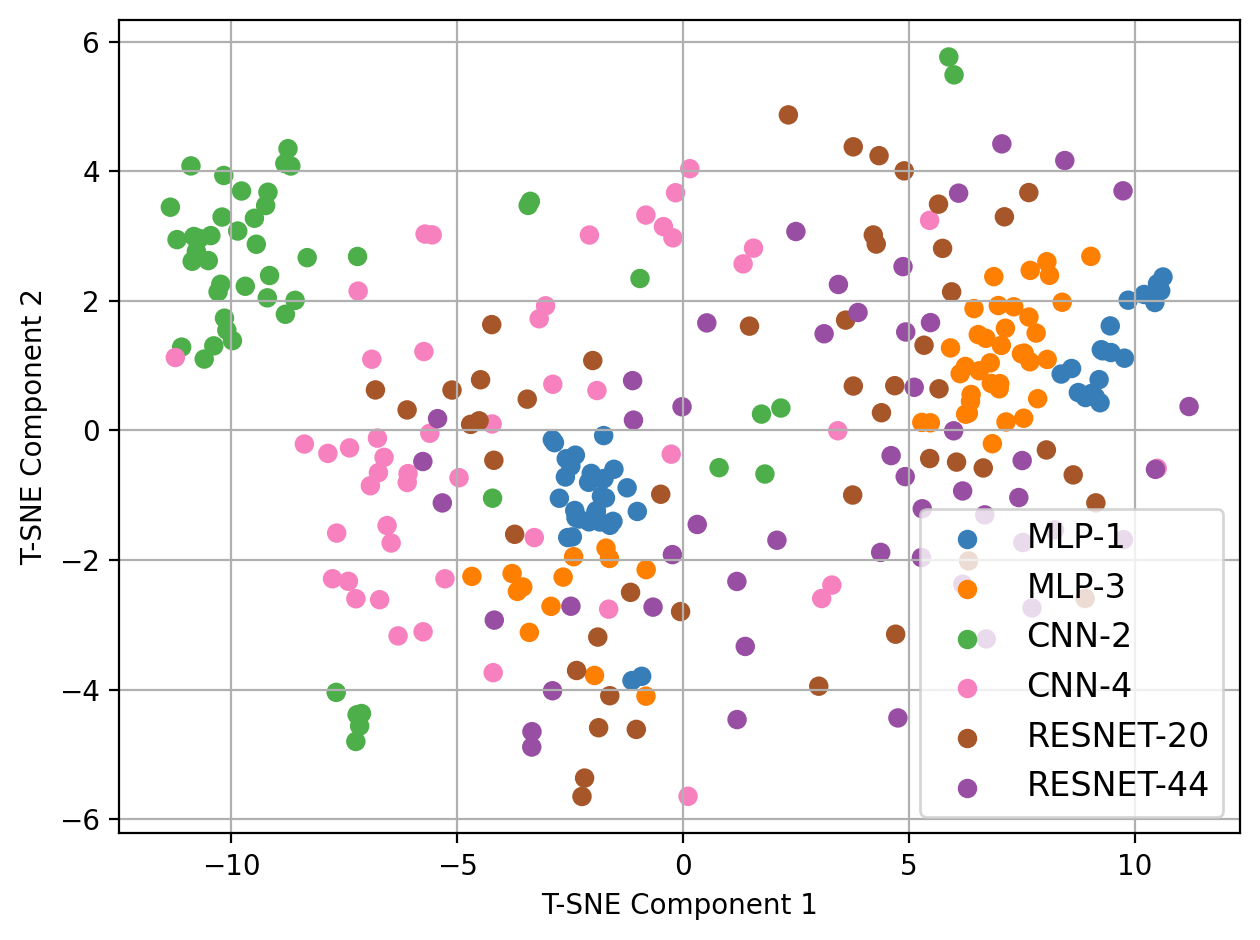 6
4
2
0
−2
−4
−6
T-SNE Component 2
MLP-1
MLP-3
CNN-2
CNN-4
RESNET-20
RESNET-44
−10
−5
0
5
10
T-SNE Component 1